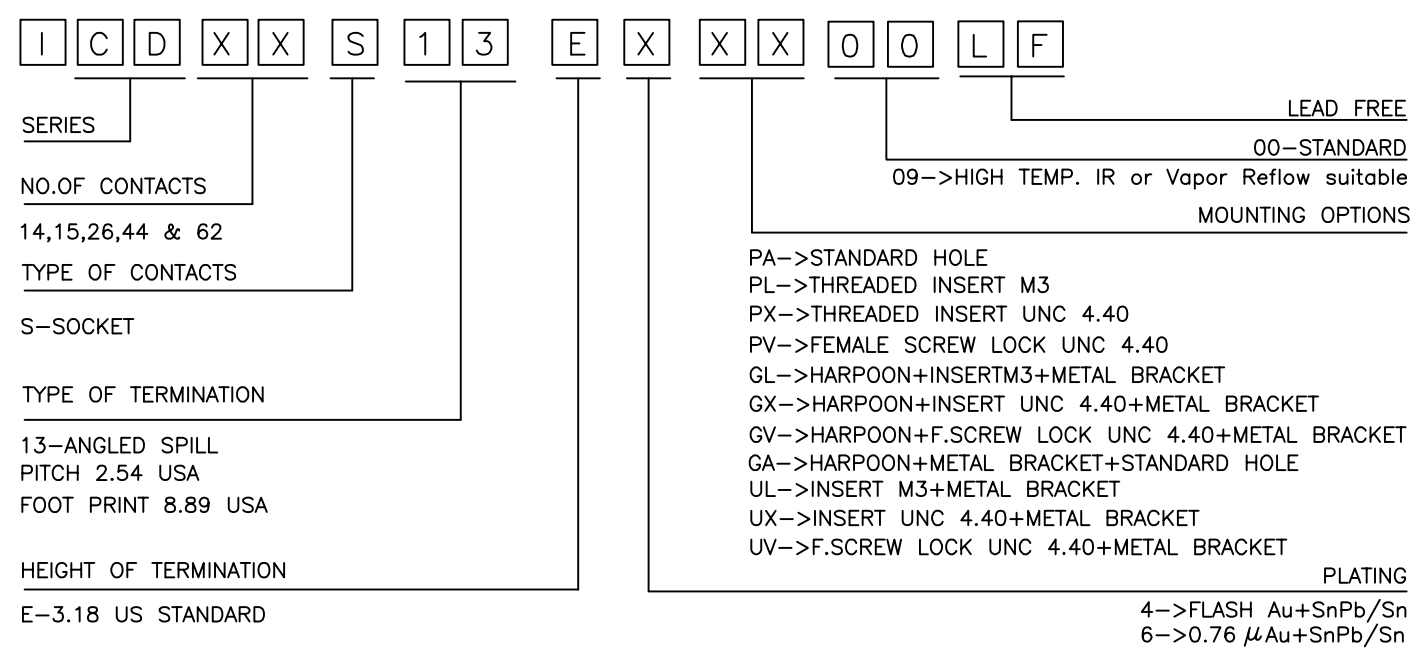 I C D X X S 1 3 E X X X 0 0 L F
SERIES
NO.OF CONTACTS
14,15,26,44 & 62
TYPE OF CONTACTS
S-SOCKET
TYPE OF TERMINATION
13-ANGLED SPILL
PITCH 2.54 USA
FOOT PRINT 8.89 USA
HEIGHT OF TERMINATION
E-3.18 US STANDARD
LEAD FREE
00-STANDARD
09->HIGH TEMP. IR or Vapor Reflow suitable
MOUNTING OPTIONS
PA->STANDARD HOLE
PL->THREADED INSERT M3
PX->THREADED INSERT UNC 4.40
PV->FEMALE SCREW LOCK UNC 4.40
GL->HARPOON+INSERTM3+METAL BRACKET
GX->HARPOON+INSERT UNC 4.40+METAL BRACKET
GV->HARPOON+F.SCREW LOCK UNC 4.40+METAL BRACKET
GA->HARPOON+METAL BRACKET+STANDARD HOLE
UL->INSERT M3+METAL BRACKET
UX->INSERT UNC 4.40+METAL BRACKET
UV->F.SCREW LOCK UNC 4.40+METAL BRACKET
PLATING
4->FLASH Au+SnPb/Sn
6->0.76 μAu+SnPb/Sn